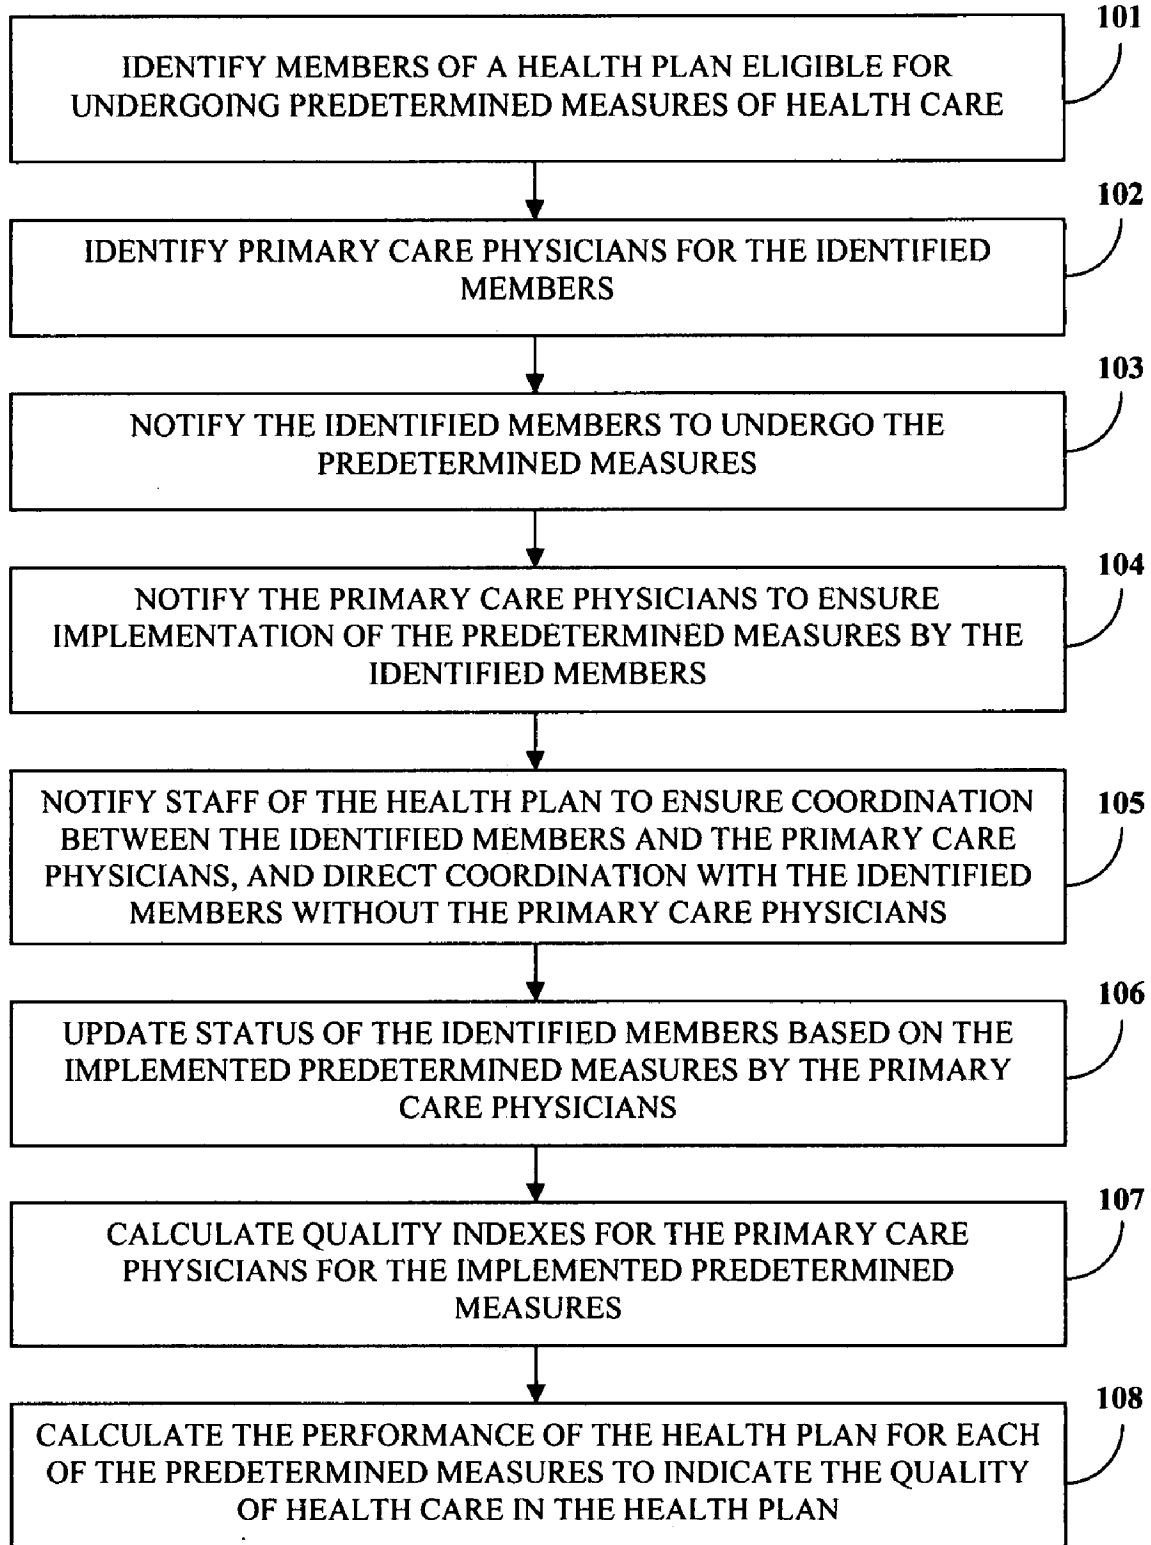 101
IDENTIFY MEMBERS OF A HEALTH PLAN ELIGIBLE FOR
UNDERGOING PREDETERMINED MEASURES OF HEALTH CARE
102
IDENTIFY PRIMARY CARE PHYSICIANS FOR THE IDENTIFIED
MEMBERS
103
NOTIFY THE IDENTIFIED MEMBERS TO UNDERGO THE
PREDETERMINED MEASURES
104
NOTIFY THE PRIMARY CARE PHYSICIANS TO ENSURE
IMPLEMENTATION OF THE PREDETERMINED MEASURES BY THE
IDENTIFIED MEMBERS
105
NOTIFY STAFF OF THE HEALTH PLAN TO ENSURE COORDINATION
BETWEEN THE IDENTIFIED MEMBERS AND THE PRIMARY CARE
PHYSICIANS, AND DIRECT COORDINATION WITH THE IDENTIFIED
MEMBERS WITHOUT THE PRIMARY CARE PHYSICIANS
106
UPDATE STATUS OF THE IDENTIFIED MEMBERS BASED ON THE
IMPLEMENTED PREDETERMINED MEASURES BY THE PRIMARY
CARE PHYSICIANS
107
CALCULATE QUALITY INDEXES FOR THE PRIMARY CARE
PHYSICIANS FOR THE IMPLEMENTED PREDETERMINED
MEASURES
108
CALCULATE THE PERFORMANCE OF THE HEALTH PLAN FOR EACH
OF THE PREDETERMINED MEASURES TO INDICATE THE QUALITY
OF HEALTH CARE IN THE HEALTH PLAN